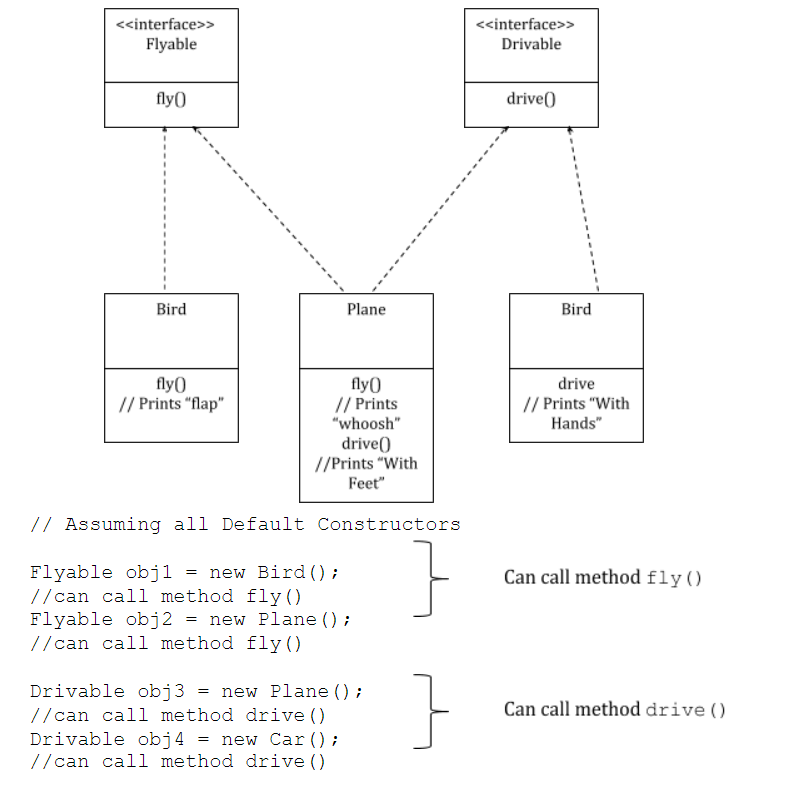 <<interface>>
Flyable
fly()
<<interface>>
Drivable
drive()
Bird
fly()
// Prints “flap”
Plane
fly()
// Prints
“whoosh”
drive()
//Prints “With
Feet”
Bird
drive
// Prints “With
Hands”
// Assuming all Default Constructors
Flyable obj1 = new Bird();
//can call method fly()
Flyable obj2 = new Plane();
//can call method fly()
Can call method fly()
Drivable obj3 = new Plane();
//can call method drive()
Drivable obj4 = new Car();
//can call method drive()
Can call method drive()